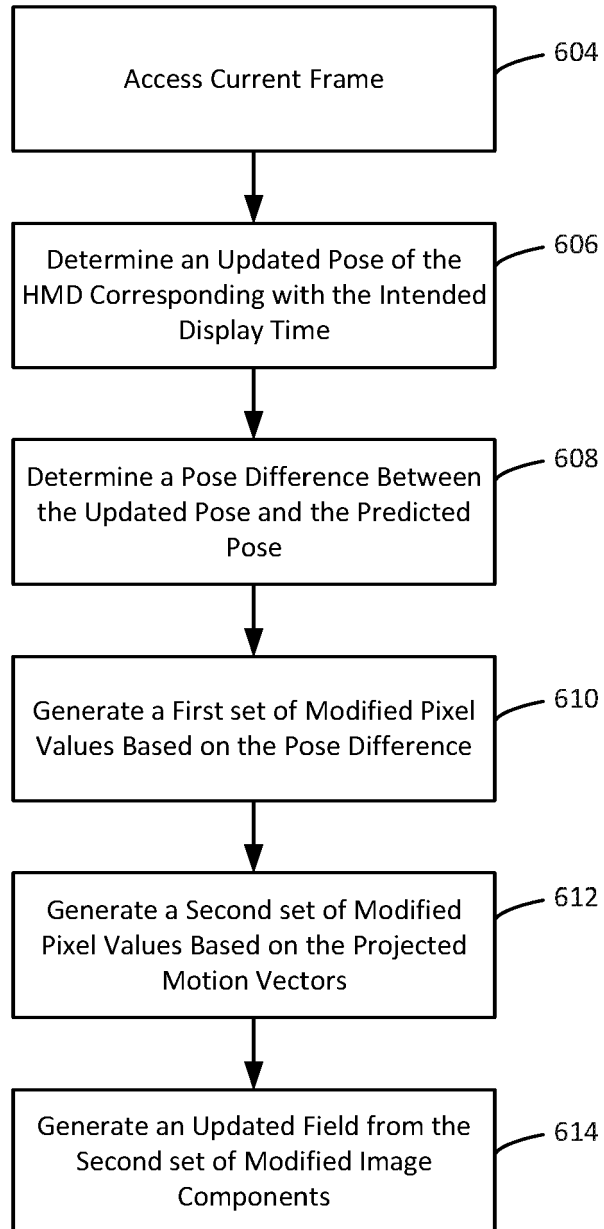 Access Current Frame
604
Determine an Updated Pose of the
HMD Corresponding with the Intended
Display Time
606
Determine a Pose Difference Between
the Updated Pose and the Predicted
Pose
608
Generate a First set of Modified Pixel
Values Based on the Pose Difference
610
Generate a Second set of Modified
Pixel Values Based on the Projected
Motion Vectors
612
Generate an Updated Field from the
Second set of Modified Image
Components
614